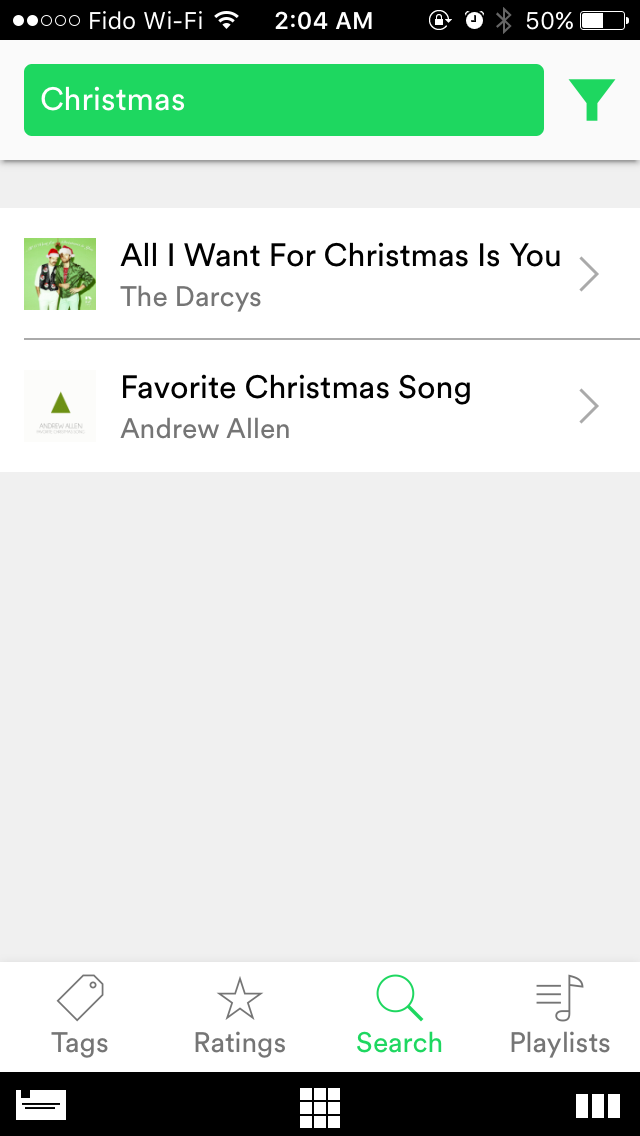 Fido Wi-Fi 2:04 AM 50%
Christmas
All I Want For Christmas Is You
The Darcys
Favorite Christmas Song
Andrew Allen
ANDREW ALLEN
Tags Ratings Search Playlists